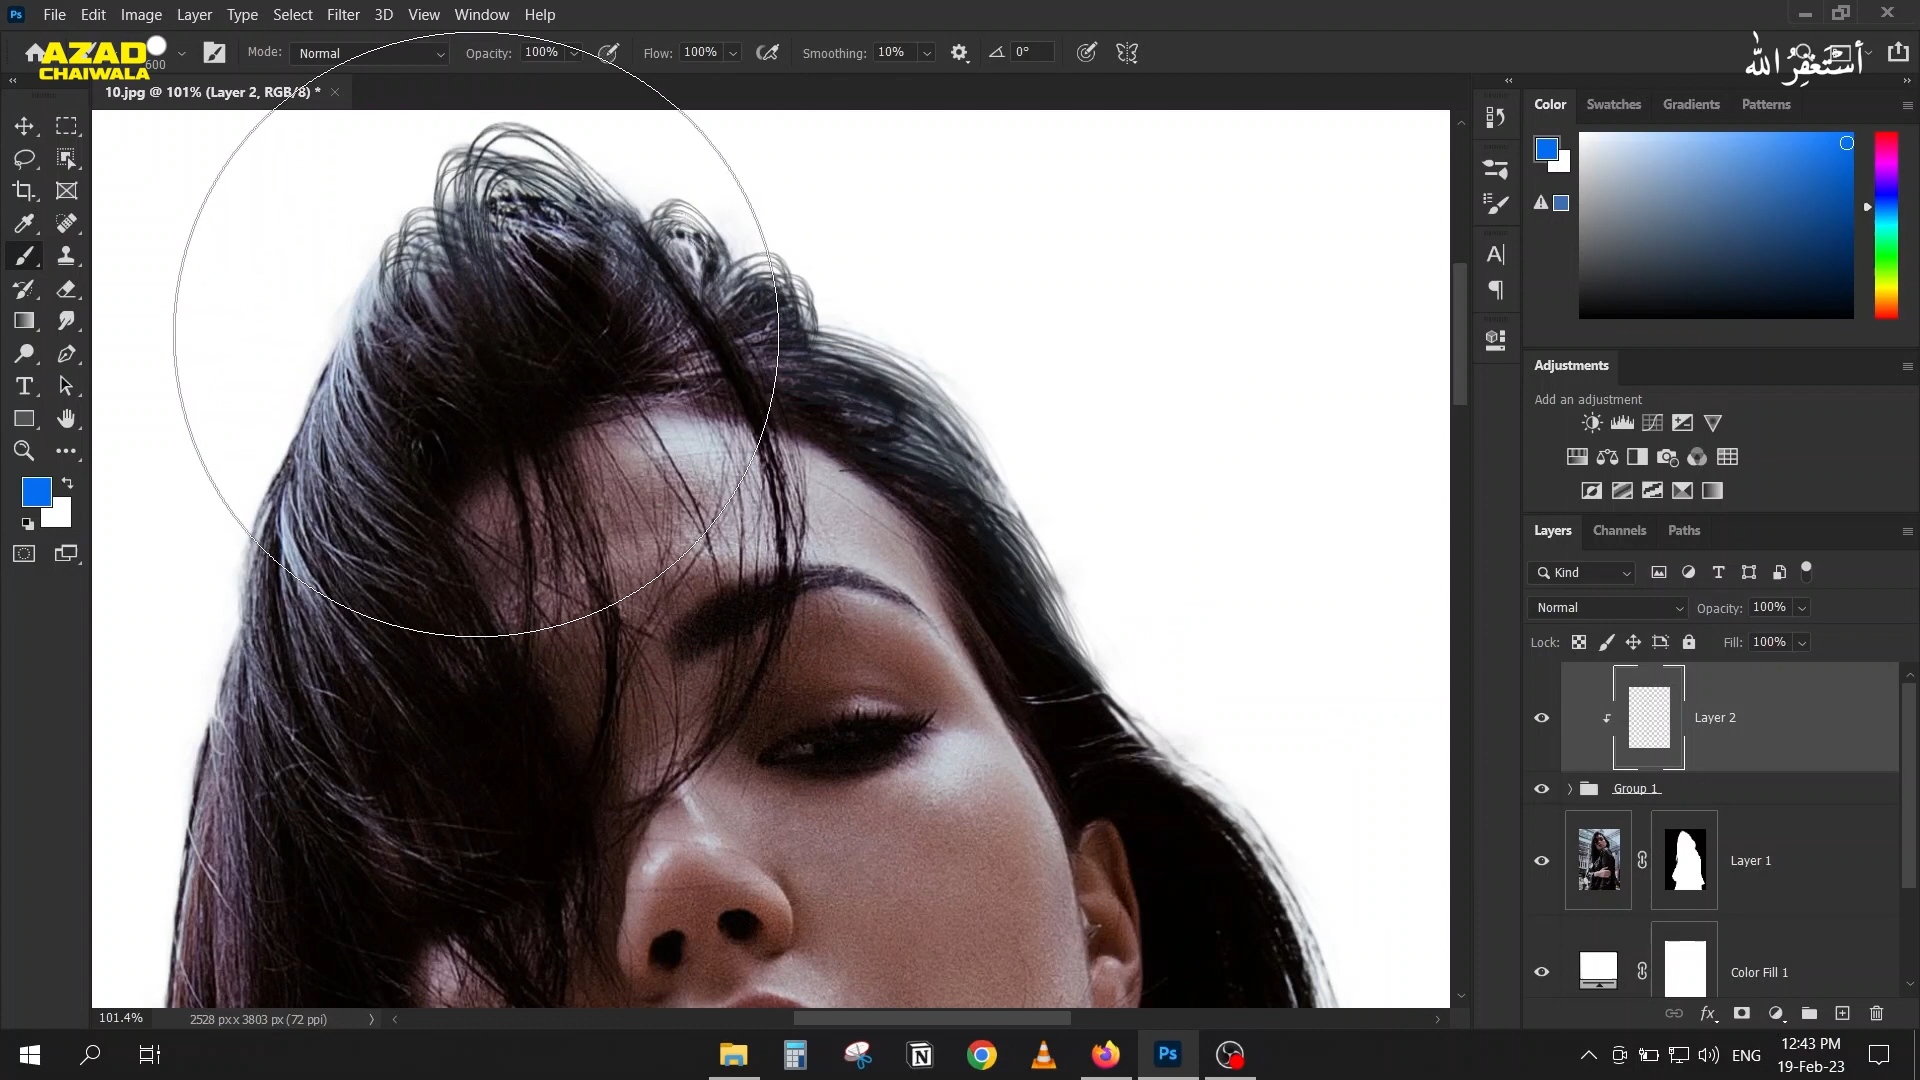 Ps File Edit Image Layer Type Select Filter 3D View Window Help
AZAD
CHAIWALA
600 Mode: Normal Opacity: 100% Flow: 100% Smoothing: 10% 0°
أستغفر الله
10.jpg @ 101% (Layer 2, RGB/8) *
Color Swatches Gradients Patterns
Adjustments
Add an adjustment
Layers Channels Paths
Kind
Normal Opacity: 100%
Lock: Fill: 100%
Layer 2
Group 1
Layer 1
Color Fill 1
101.4% 2528 px x 3803 px (72 ppi)
Ps ENG 12:43 PM
19-Feb-23